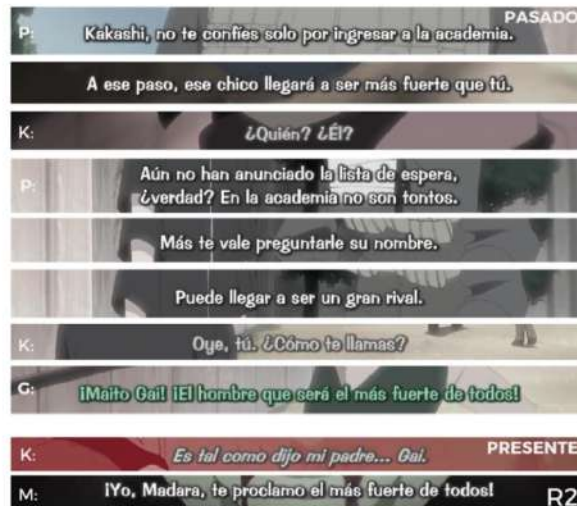 PASADO
P: Kakashi, no te confíes solo por ingresar a la academia.
A ese paso, ese chico llegará a ser más fuerte que tú.
K: ¿Quién? ¿Él?
P: Aún no han anunciado la lista de espera,
¿verdad? En la academia no son tontos.
Más te vale preguntarle su nombre.
Puede llegar a ser un gran rival.
K: Oye, tú. ¿Cómo te llamas?
G: ¡Maito Gai! ¡El hombre que será el más fuerte de todos!
PRESENTE
K: Es tal como dijo mi padre... Gai.
M: ¡Yo, Madara, te proclamo el más fuerte de todos!
R2